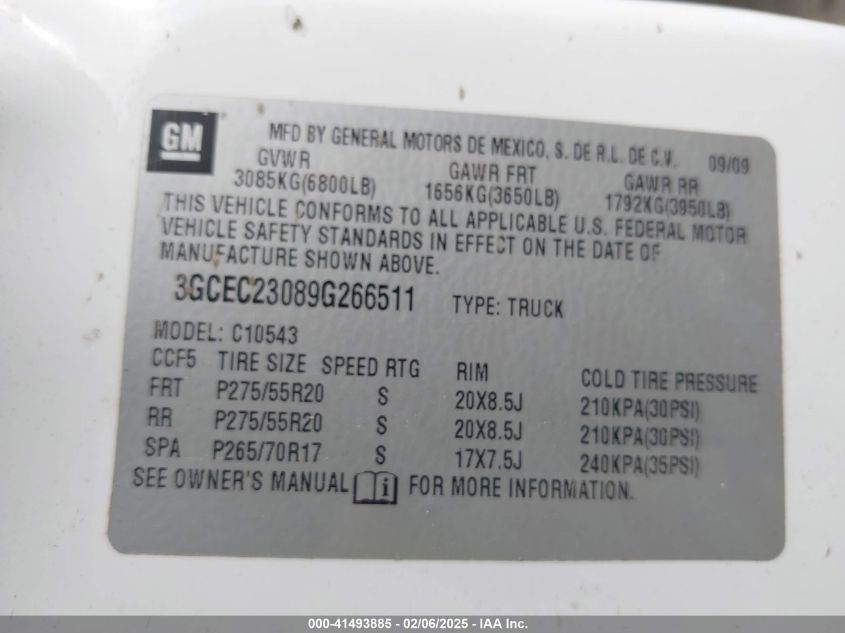 GM
MFD BY GENERAL MOTORS DE MEXICO, S. DE R.L. DE C.V. 09/09
GVWR GAWR FRT GAWR RR
3085KG(6800LB) 1656KG(3650LB) 1792KG(3950LB)
THIS VEHICLE CONFORMS TO ALL APPLICABLE U.S. FEDERAL MOTOR
VEHICLE SAFETY STANDARDS IN EFFECT ON THE DATE OF
MANUFACTURE SHOWN ABOVE.
3GCEC23089G266511 TYPE: TRUCK
MODEL: C10543
CCF5 TIRE SIZE SPEED RTG RIM COLD TIRE PRESSURE
FRT P275/55R20 S 20X8.5J 210KPA(30PSI)
RR P275/55R20 S 20X8.5J 210KPA(30PSI)
SPA P265/70R17 S 17X7.5J 240KPA(35PSI)
SEE OWNER'S MANUAL i FOR MORE INFORMATION.
000-41493885 - 02/06/2025 - IAA Inc.